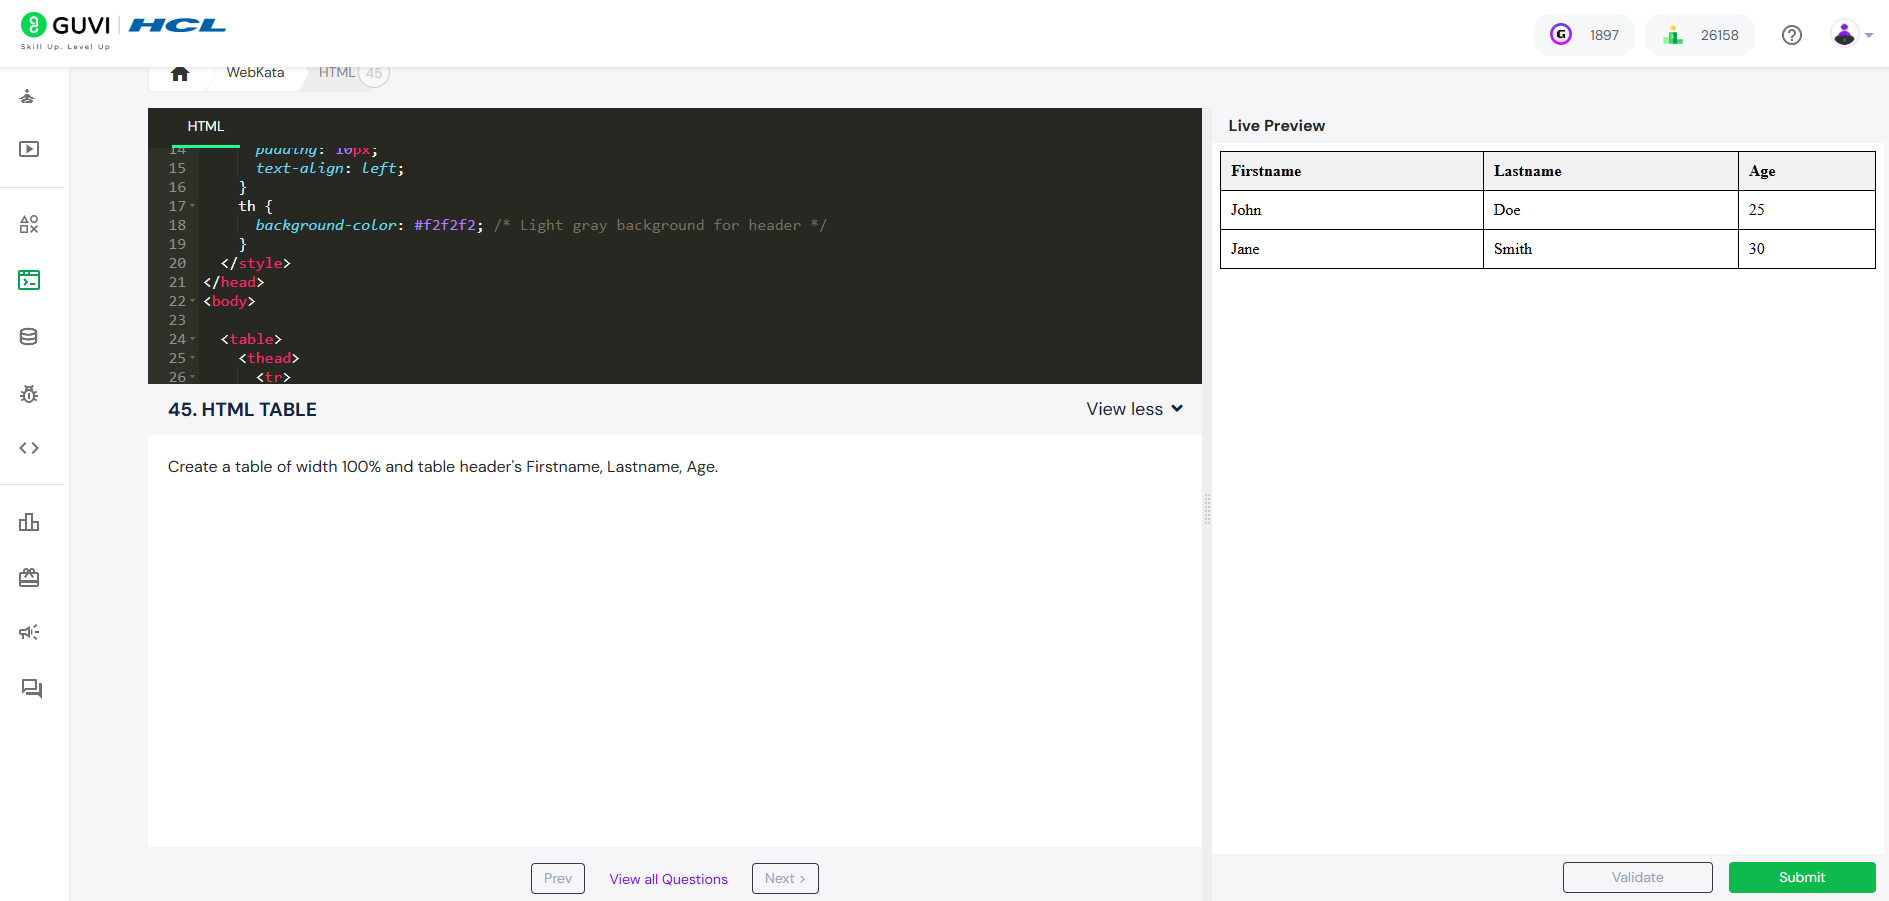 GUVI | HCL
Skill Up. Level Up
1897
26158
WebKata
HTML 45
HTML
14 padding: 10px;
15 text-align: left;
16 }
17 th {
18 background-color: #f2f2f2; /* Light gray background for header */
19 }
20 </style>
21 </head>
22 <body>
23
24 <table>
25 <thead>
26 <tr>
45. HTML TABLE
View less
Create a table of width 100% and table header's Firstname, Lastname, Age.
Prev
View all Questions
Next >
Live Preview
Firstname Lastname Age
John Doe 25
Jane Smith 30
Validate
Submit